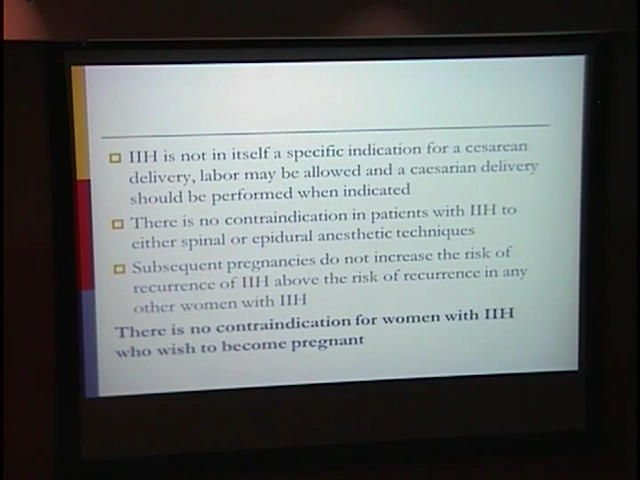 IIH is not in itself a specific indication for a cesarean
delivery, labor may be allowed and a caesarian delivery
should be performed when indicated
There is no contraindication in patients with IIH to
either spinal or epidural anesthetic techniques
Subsequent pregnancies do not increase the risk of
recurrence of IIH above the risk of recurrence in any
other women with IIH
There is no contraindication for women with IIH
who wish to become pregnant